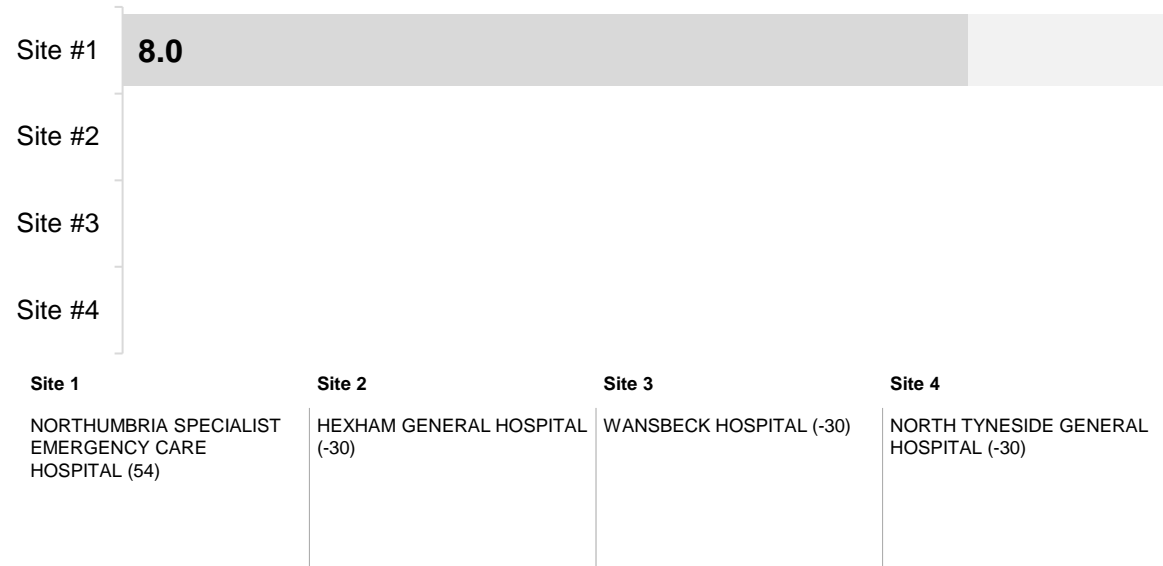 Site #1
8.0
Site #2
Site #3
Site #4
Site 1
NORTHUMBRIA SPECIALIST
EMERGENCY CARE
HOSPITAL (54)
Site 2
HEXHAM GENERAL HOSPITAL
(-30)
Site 3
WANSBECK HOSPITAL (-30)
Site 4
NORTH TYNESIDE GENERAL
HOSPITAL (-30)